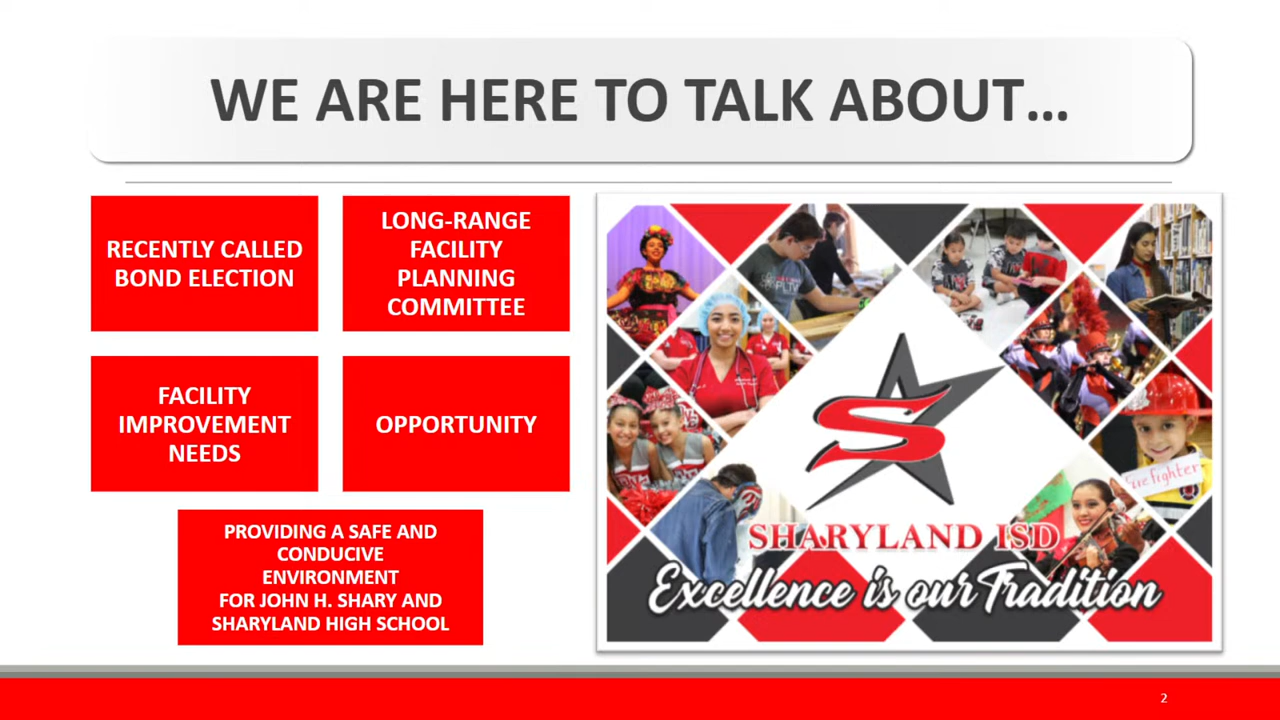 WE ARE HERE TO TALK ABOUT...
RECENTLY CALLED
BOND ELECTION
LONG-RANGE
FACILITY
PLANNING
COMMITTEE
FACILITY
IMPROVEMENT
NEEDS
OPPORTUNITY
PROVIDING A SAFE AND
CONDUCIVE
ENVIRONMENT
FOR JOHN H. SHARY AND
SHARYLAND HIGH SCHOOL
S
firefighter
SHARYLAND ISD
Excellence is our Tradition
2